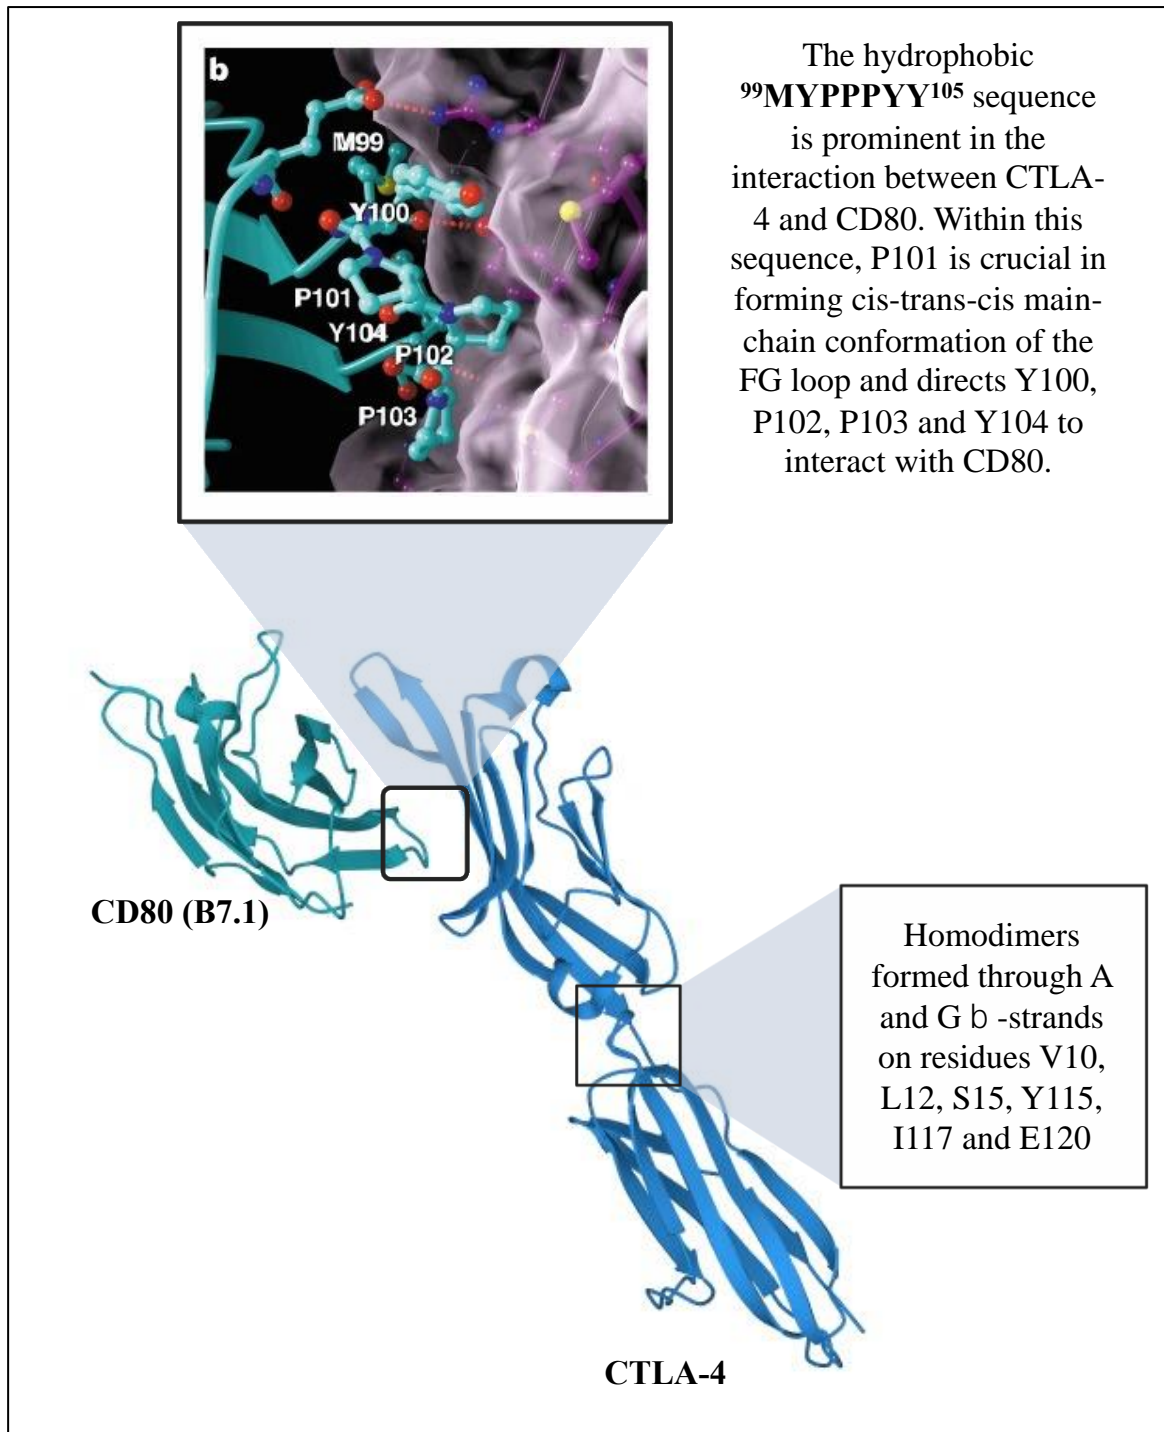 b
The hydrophobic
⁹⁹MYPPPYY¹⁰⁵ sequence
is prominent in the
interaction between CTLA-
4 and CD80. Within this
sequence, P101 is crucial in
forming cis-trans-cis main-
chain conformation of the
FG loop and directs Y100,
P102, P103 and Y104 to
interact with CD80.
M99
Y100
P101
Y104
P102
P103
CD80 (B7.1)
Homodimers
formed through A
and G b -strands
on residues V10,
L12, S15, Y115,
I117 and E120
CTLA-4